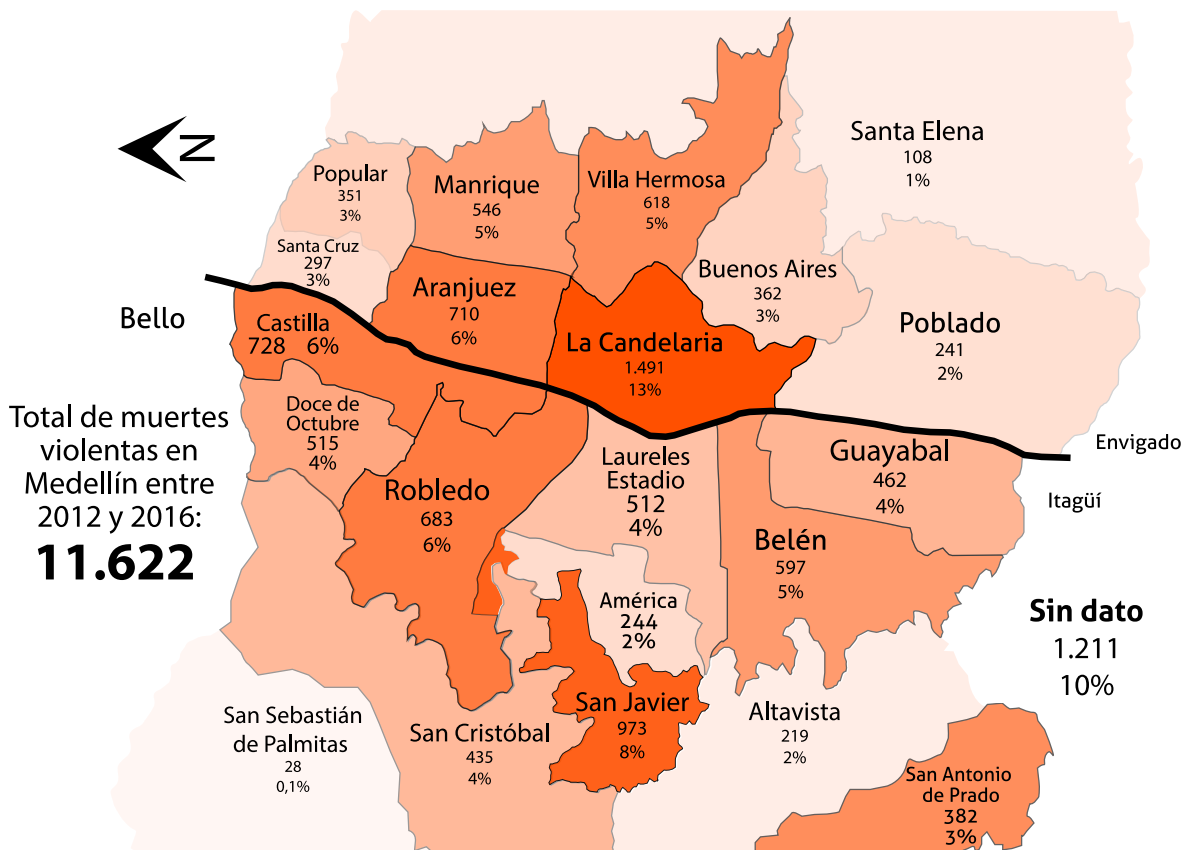 N
Santa Elena
108
1%
Popular
351
3%
Manrique
546
5%
Villa Hermosa
618
5%
Santa Cruz
297
3%
Buenos Aires
362
3%
Aranjuez
710
6%
Bello
Castilla
728 6%
La Candelaria
1.491
13%
Poblado
241
2%
Total de muertes
violentas en
Medellín entre
2012 y 2016:
11.622
Doce de
Octubre
515
4%
Robledo
683
6%
Laureles
Estadio
512
4%
Guayabal
462
4%
Envigado
Itagüí
Belén
597
5%
América
244
2%
Sin dato
1.211
10%
San Sebastián
de Palmitas
28
0,1%
San Cristóbal
435
4%
San Javier
973
8%
Altavista
219
2%
San Antonio
de Prado
382
3%